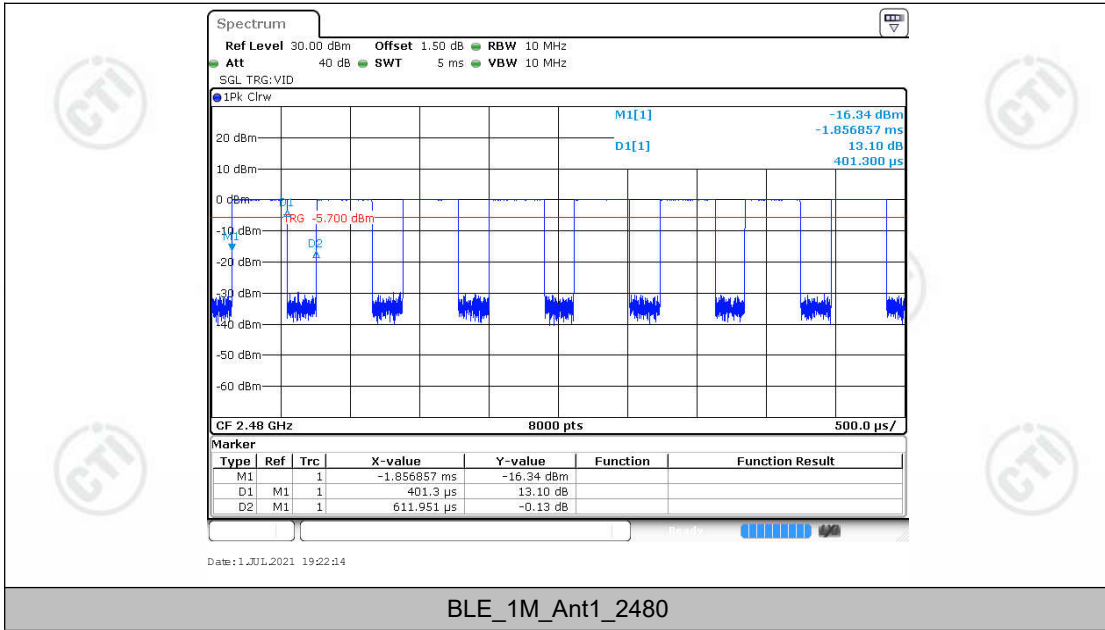 Spectrum
Ref Level 30.00 dBm Offset 1.50 dB RBW 10 MHz
Att 40 dB SWT 5 ms VBW 10 MHz
SGL TRG:VID
1Pk Clrw
M1[1] -16.34 dBm
-1.856857 ms
20 dBm
D1[1] 13.10 dB
401.300 µs
10 dBm
0 dBm
D1
TRG -5.700 dBm
-10 dBm
M1
D2
-20 dBm
-30 dBm
-40 dBm
-50 dBm
-60 dBm
CF 2.48 GHz 8000 pts 500.0 µs/
Marker
Type Ref Trc X-value Y-value Function Function Result
M1 1 -1.856857 ms -16.34 dBm
D1 M1 1 401.3 µs 13.10 dB
D2 M1 1 611.951 µs -0.13 dB
Ready
Date:1.JUL.2021 19:22:14
BLE_1M_Ant1_2480
CTI
CTI
CTI
CTI